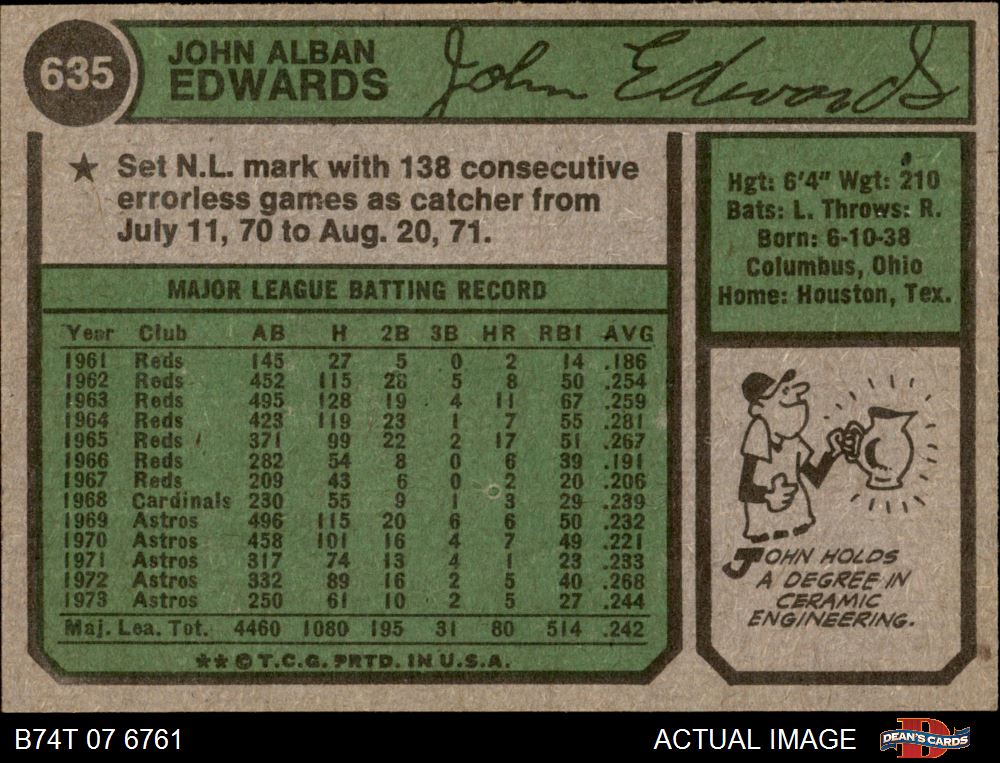 635
JOHN ALBAN
EDWARDS
John Edwards
★ Set N.L. mark with 138 consecutive
errorless games as catcher from
July 11, 70 to Aug. 20, 71.
Hgt: 6'4" Wgt: 210
Bats: L. Throws: R.
Born: 6-10-38
Columbus, Ohio
Home: Houston, Tex.
MAJOR LEAGUE BATTING RECORD
Year Club AB H 2B 3B HR RBI AVG
1961 Reds 145 27 5 0 2 14 .186
1962 Reds 452 115 28 5 8 50 .254
1963 Reds 495 128 19 4 11 67 .259
1964 Reds 423 119 23 1 7 55 .281
1965 Reds 371 99 22 2 17 51 .267
1966 Reds 282 54 8 0 6 39 .191
1967 Reds 209 43 6 0 2 20 .206
1968 Cardinals 230 55 9 1 3 29 .239
1969 Astros 496 115 20 6 6 50 .232
1970 Astros 458 101 16 4 7 49 .221
1971 Astros 317 74 13 4 1 23 .233
1972 Astros 332 89 16 2 5 40 .268
1973 Astros 250 61 10 2 5 27 .244
Maj. Lea. Tot. 4460 1080 195 31 80 514 .242
** © T.C.G. PRTD. IN U.S.A.
JOHN HOLDS
A DEGREE IN
CERAMIC
ENGINEERING.
B74T 07 6761
ACTUAL IMAGE
D
DEAN'S CARDS